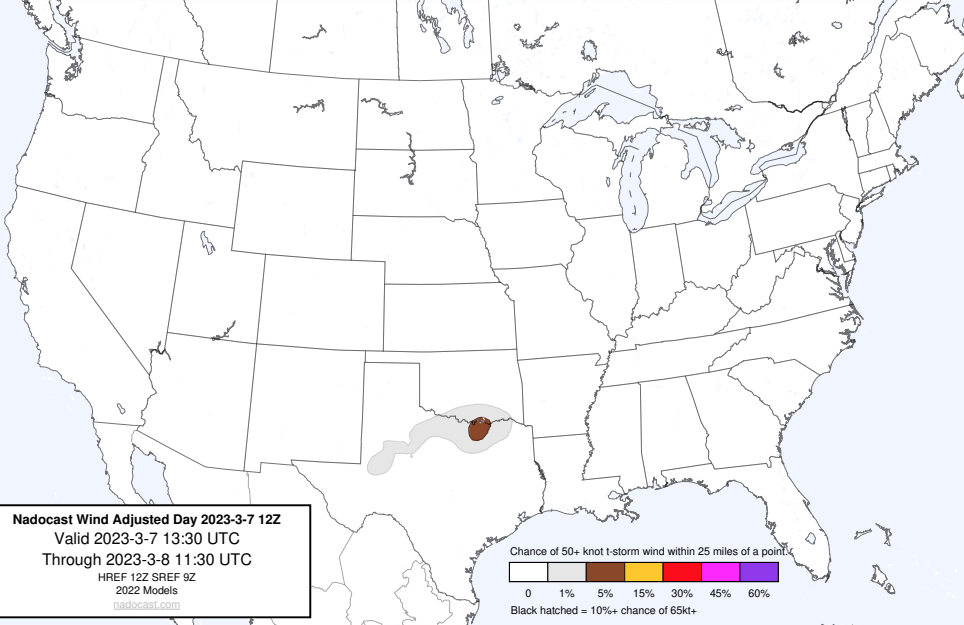 Nadocast Wind Adjusted Day 2023-3-7 12Z
Valid 2023-3-7 13:30 UTC
Through 2023-3-8 11:30 UTC
HREF 12Z SREF 9Z
2022 Models
nadocast.com
Chance of 50+ knot t-storm wind within 25 miles of a point.
0 1% 5% 15% 30% 45% 60%
Black hatched = 10%+ chance of 65kt+